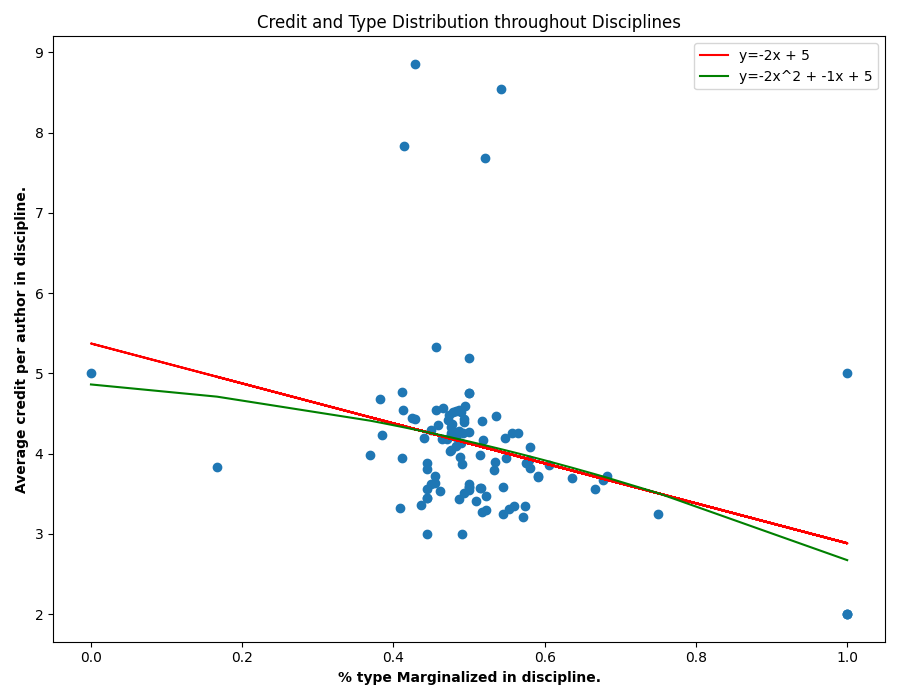 Credit and Type Distribution throughout Disciplines
y=-2x + 5
y=-2x^2 + -1x + 5
9
8
7
6
5
4
3
2
Average credit per author in discipline.
0.0 0.2 0.4 0.6 0.8 1.0
% type Marginalized in discipline.